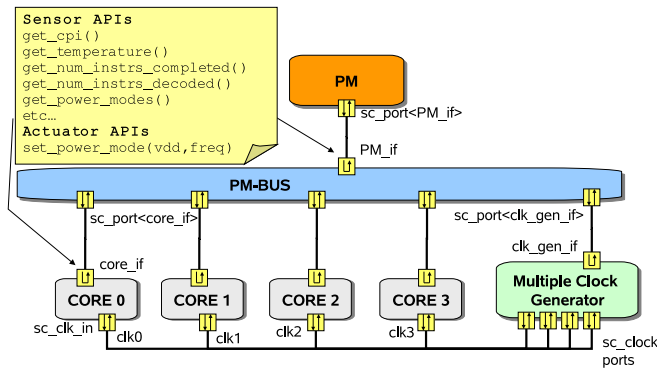 Sensor APIs
get_cpi()
get_temperature()
get_num_instrs_completed()
get_num_instrs_decoded()
get_power_modes()
etc…
Actuator APIs
set_power_mode(vdd,freq)
PM
sc_port<PM_if>
PM_if
PM-BUS
sc_port<core_if>
sc_port<clk_gen_if>
core_if
clk_gen_if
CORE 0
CORE 1
CORE 2
CORE 3
Multiple Clock
Generator
sc_clk_in
clk0
clk1
clk2
clk3
sc_clock
ports